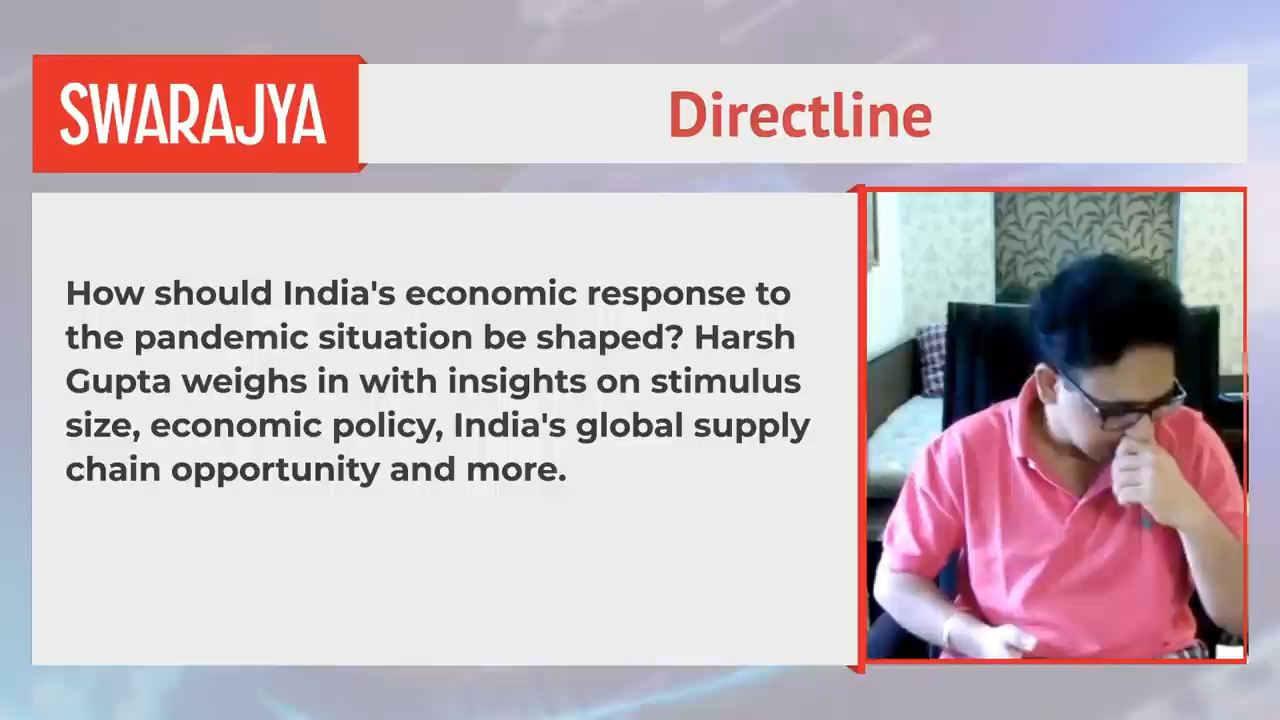 SWARAJYA
Directline
How should India's economic response to
the pandemic situation be shaped? Harsh
Gupta weighs in with insights on stimulus
size, economic policy, India's global supply
chain opportunity and more.